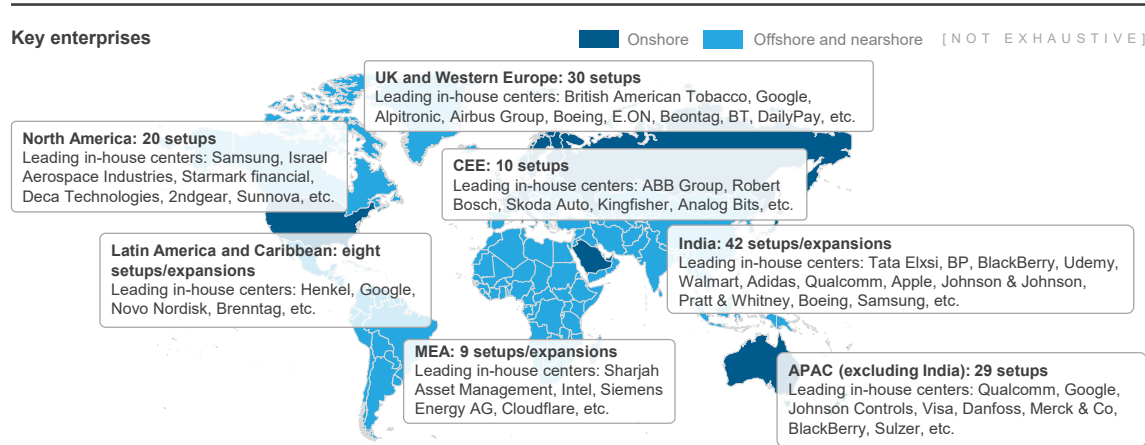 Key enterprises
Onshore
Offshore and nearshore
[NOT EXHAUSTIVE]
UK and Western Europe: 30 setups
Leading in-house centers: British American Tobacco, Google,
Alpitronic, Airbus Group, Boeing, E.ON, Beontag, BT, DailyPay, etc.
North America: 20 setups
Leading in-house centers: Samsung, Israel
Aerospace Industries, Starmark financial,
Deca Technologies, 2ndgear, Sunnova, etc.
CEE: 10 setups
Leading in-house centers: ABB Group, Robert
Bosch, Skoda Auto, Kingfisher, Analog Bits, etc.
Latin America and Caribbean: eight
setups/expansions
Leading in-house centers: Henkel, Google,
Novo Nordisk, Brenntag, etc.
India: 42 setups/expansions
Leading in-house centers: Tata Elxsi, BP, BlackBerry, Udemy,
Walmart, Adidas, Qualcomm, Apple, Johnson & Johnson,
Pratt & Whitney, Boeing, Samsung, etc.
MEA: 9 setups/expansions
Leading in-house centers: Sharjah
Asset Management, Intel, Siemens
Energy AG, Cloudflare, etc.
APAC (excluding India): 29 setups
Leading in-house centers: Qualcomm, Google,
Johnson Controls, Visa, Danfoss, Merck & Co,
BlackBerry, Sulzer, etc.